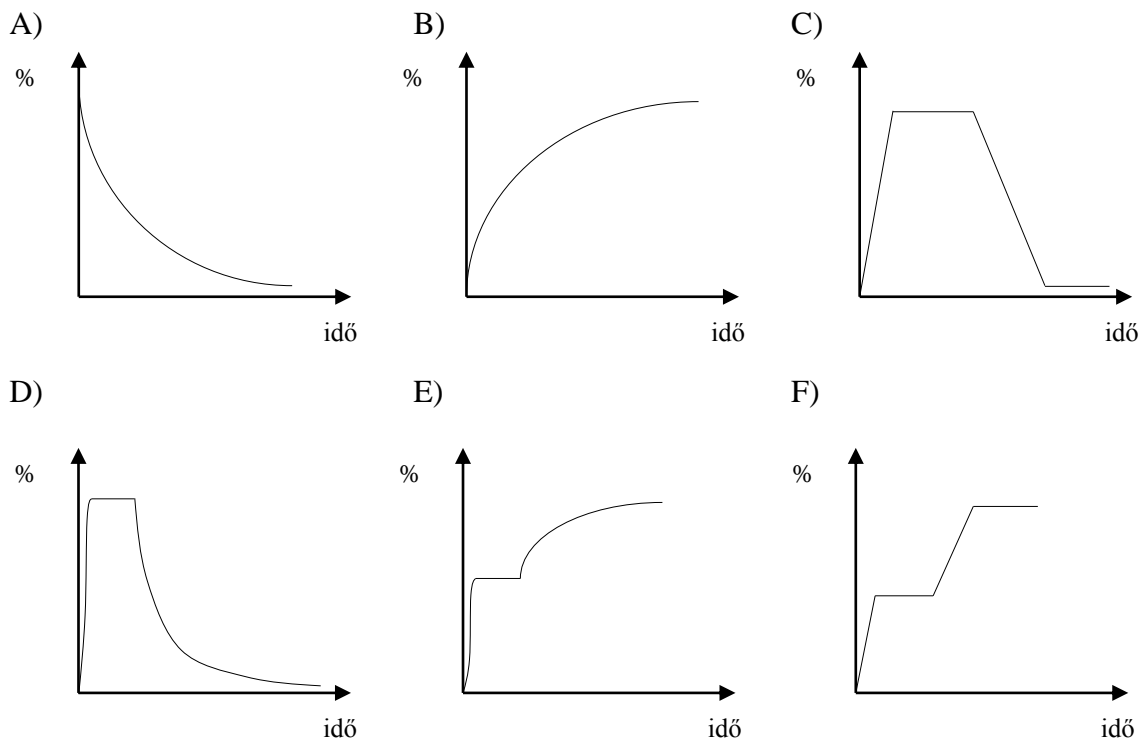 A) B) C)
% % %
idő idő idő
D) E) F)
% % %
idő idő idő